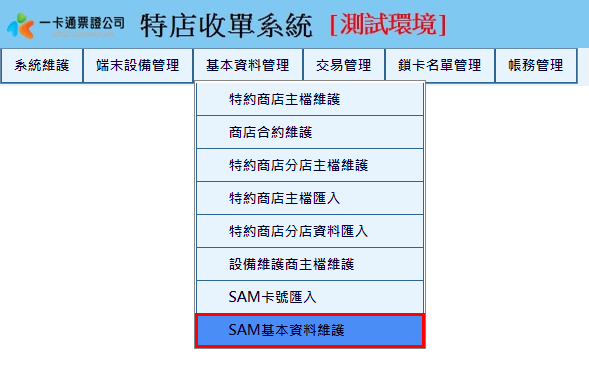 一卡通票證公司 特店收單系統 [測試環境]
系統維護 端末設備管理 基本資料管理 交易管理 鎖卡名單管理 帳務管理
特約商店主檔維護
商店合約維護
特約商店分店主檔維護
特約商店主檔匯入
特約商店分店資料匯入
設備維護商主檔維護
SAM卡號匯入
SAM基本資料維護